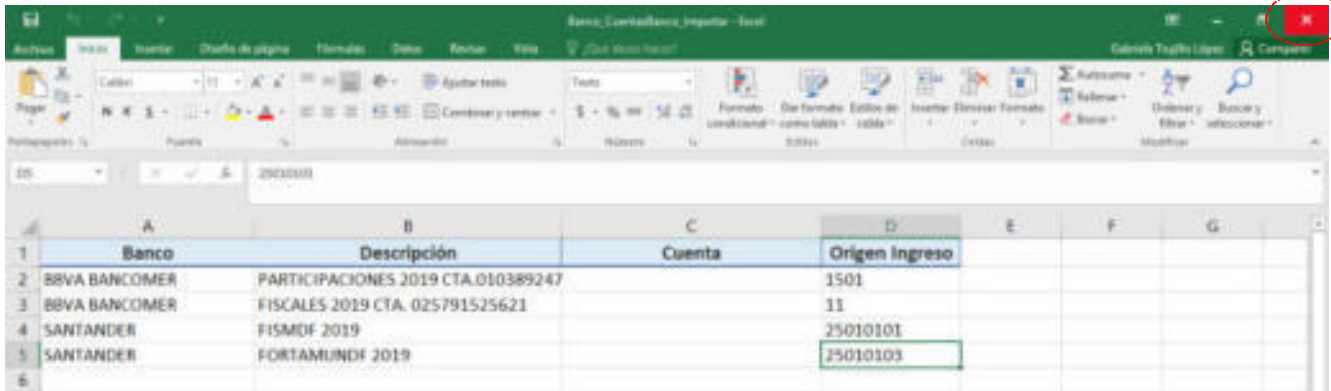 Banco_CuentasBanco_Importar - Excel
Archivo Inicio Insertar Diseño de página Fórmulas Datos Revisar Vista ¿Qué desea hacer? Gabriela Trujillo López Compartir
Calibri 11 Ajustar texto Texto Autosuma
Pegar Formato Dar formato Estilos de Insertar Eliminar Formato Rellenar Ordenar y Buscar y
N K S Combinar y centrar $ % condicional como tabla celda Borrar filtrar seleccionar
Portapapeles Fuente Alineación Número Estilos Celdas Modificar
D5 25010103
A B C D E F G
1 Banco Descripción Cuenta Origen Ingreso
2 BBVA BANCOMER PARTICIPACIONES 2019 CTA.010389247 1501
3 BBVA BANCOMER FISCALES 2019 CTA. 025791525621 11
4 SANTANDER FISMDF 2019 25010101
5 SANTANDER FORTAMUNDF 2019 25010103
6